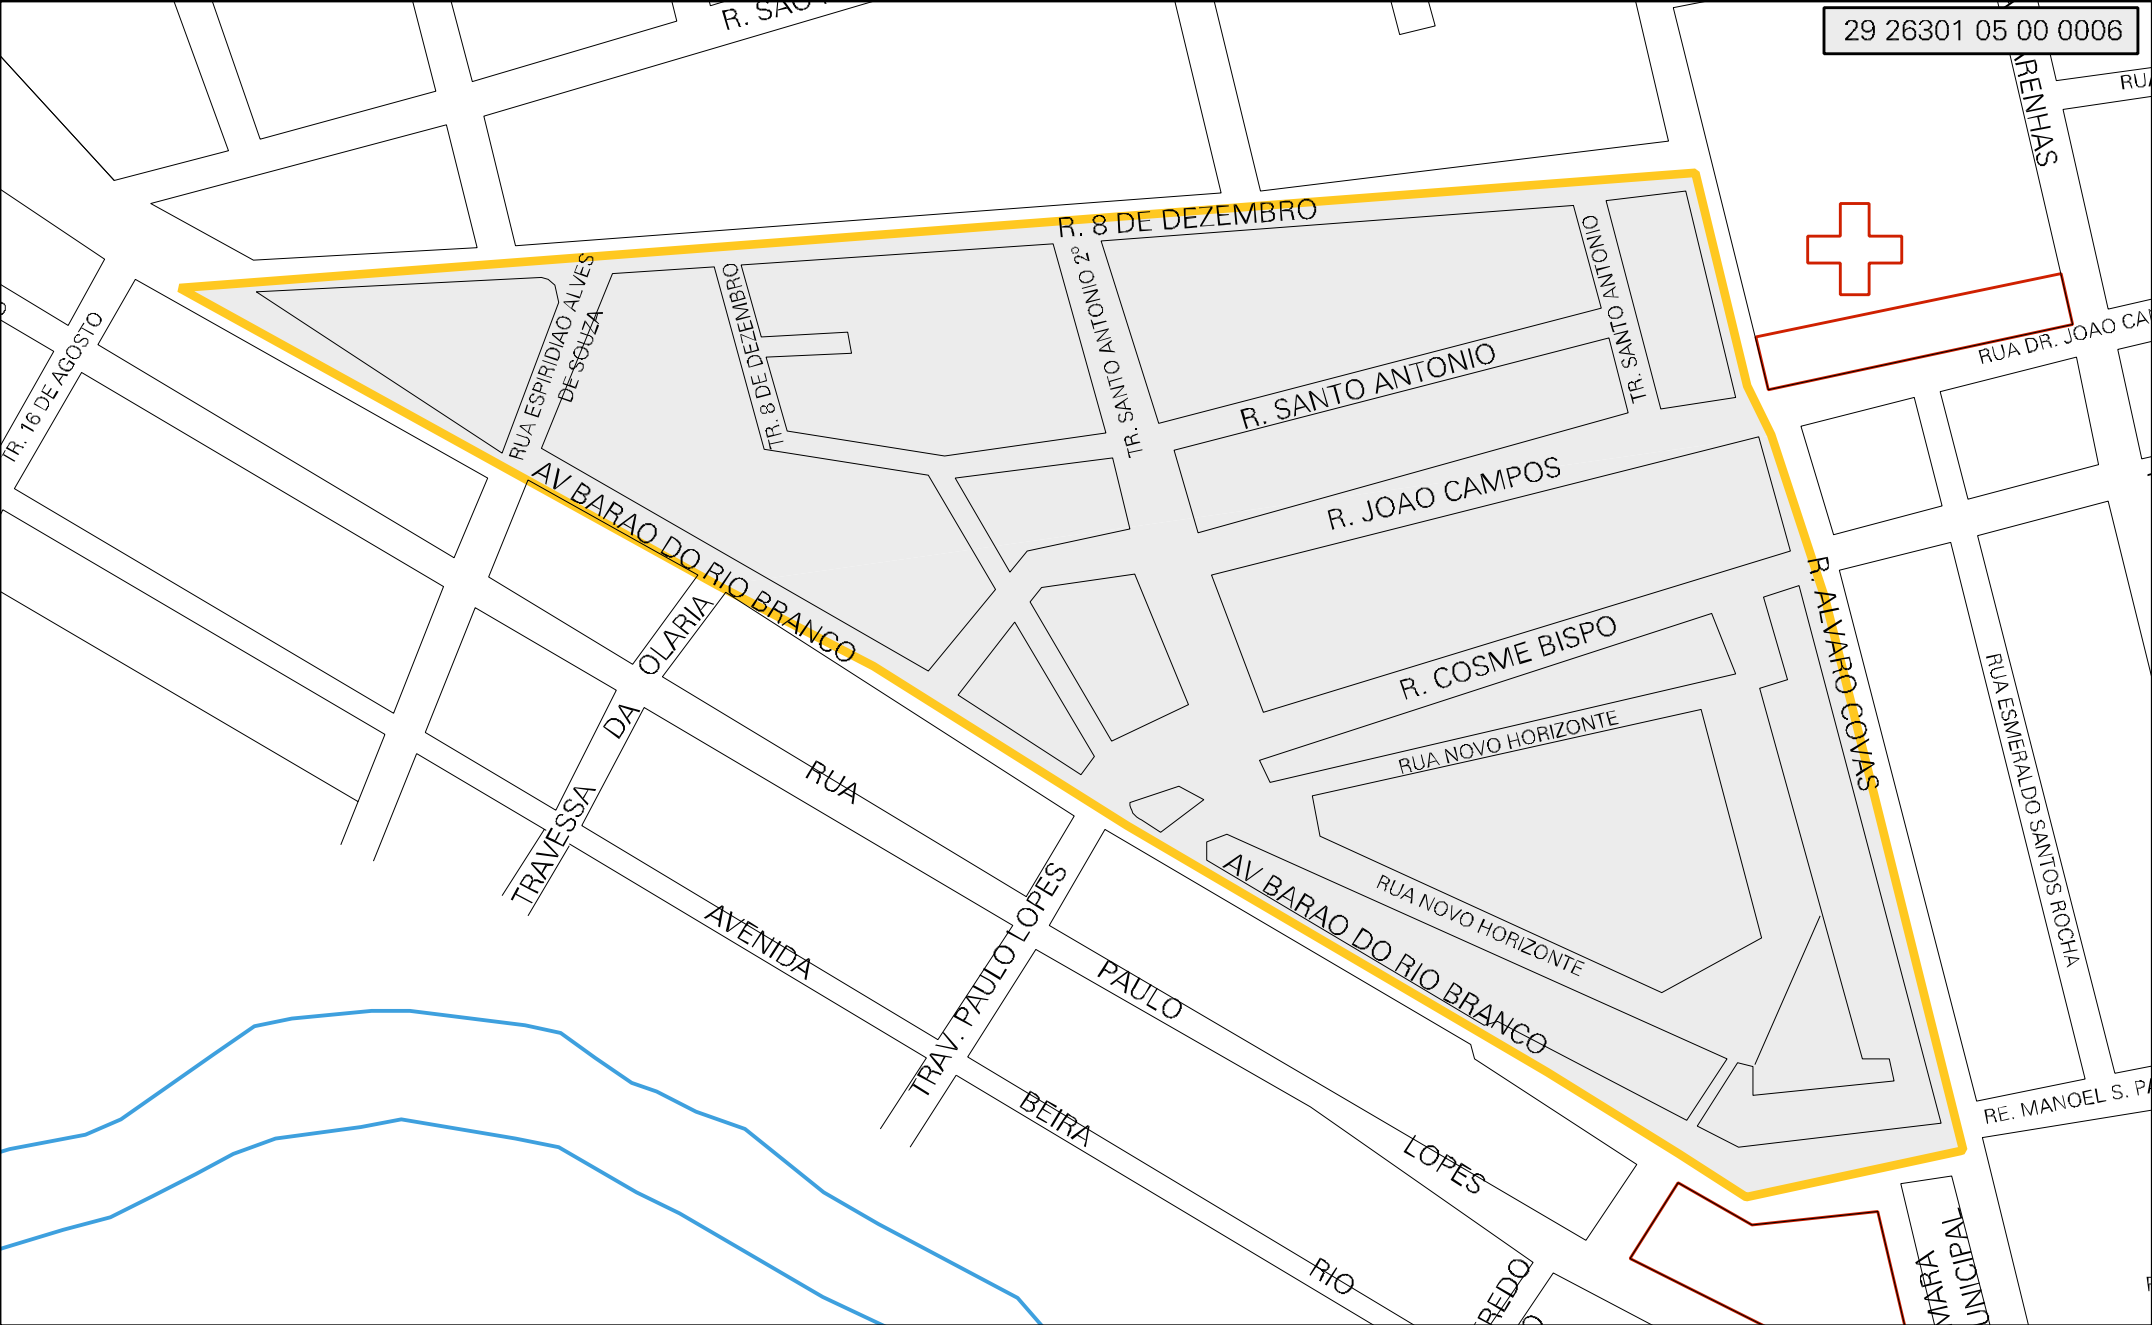 R. SAO
29 26301 05 00 0006
ARENHAS
RUA
R. 8 DE DEZEMBRO
RUA DR. JOAO CA
TR. 16 DE AGOSTO
RUA ESPIRIDIAO ALVES
DE SOUZA
TR. 8 DE DEZEMBRO
TR. SANTO ANTONIO 2º
TR. SANTO ANTONIO
R. SANTO ANTONIO
R. JOAO CAMPOS
AV BARAO DO RIO BRANCO
R. COSME BISPO
R. ALVARO COVAS
RUA NOVO HORIZONTE
RUA ESMERALDO SANTOS ROCHA
TRAVESSA DA OLARIA
RUA PAULO LOPES
TRAV. PAULO LOPES
AV BARAO DO RIO BRANCO
RUA NOVO HORIZONTE
AVENIDA BEIRA RIO
RE. MANOEL S. PA
REDO
MARA
UNICIPAL